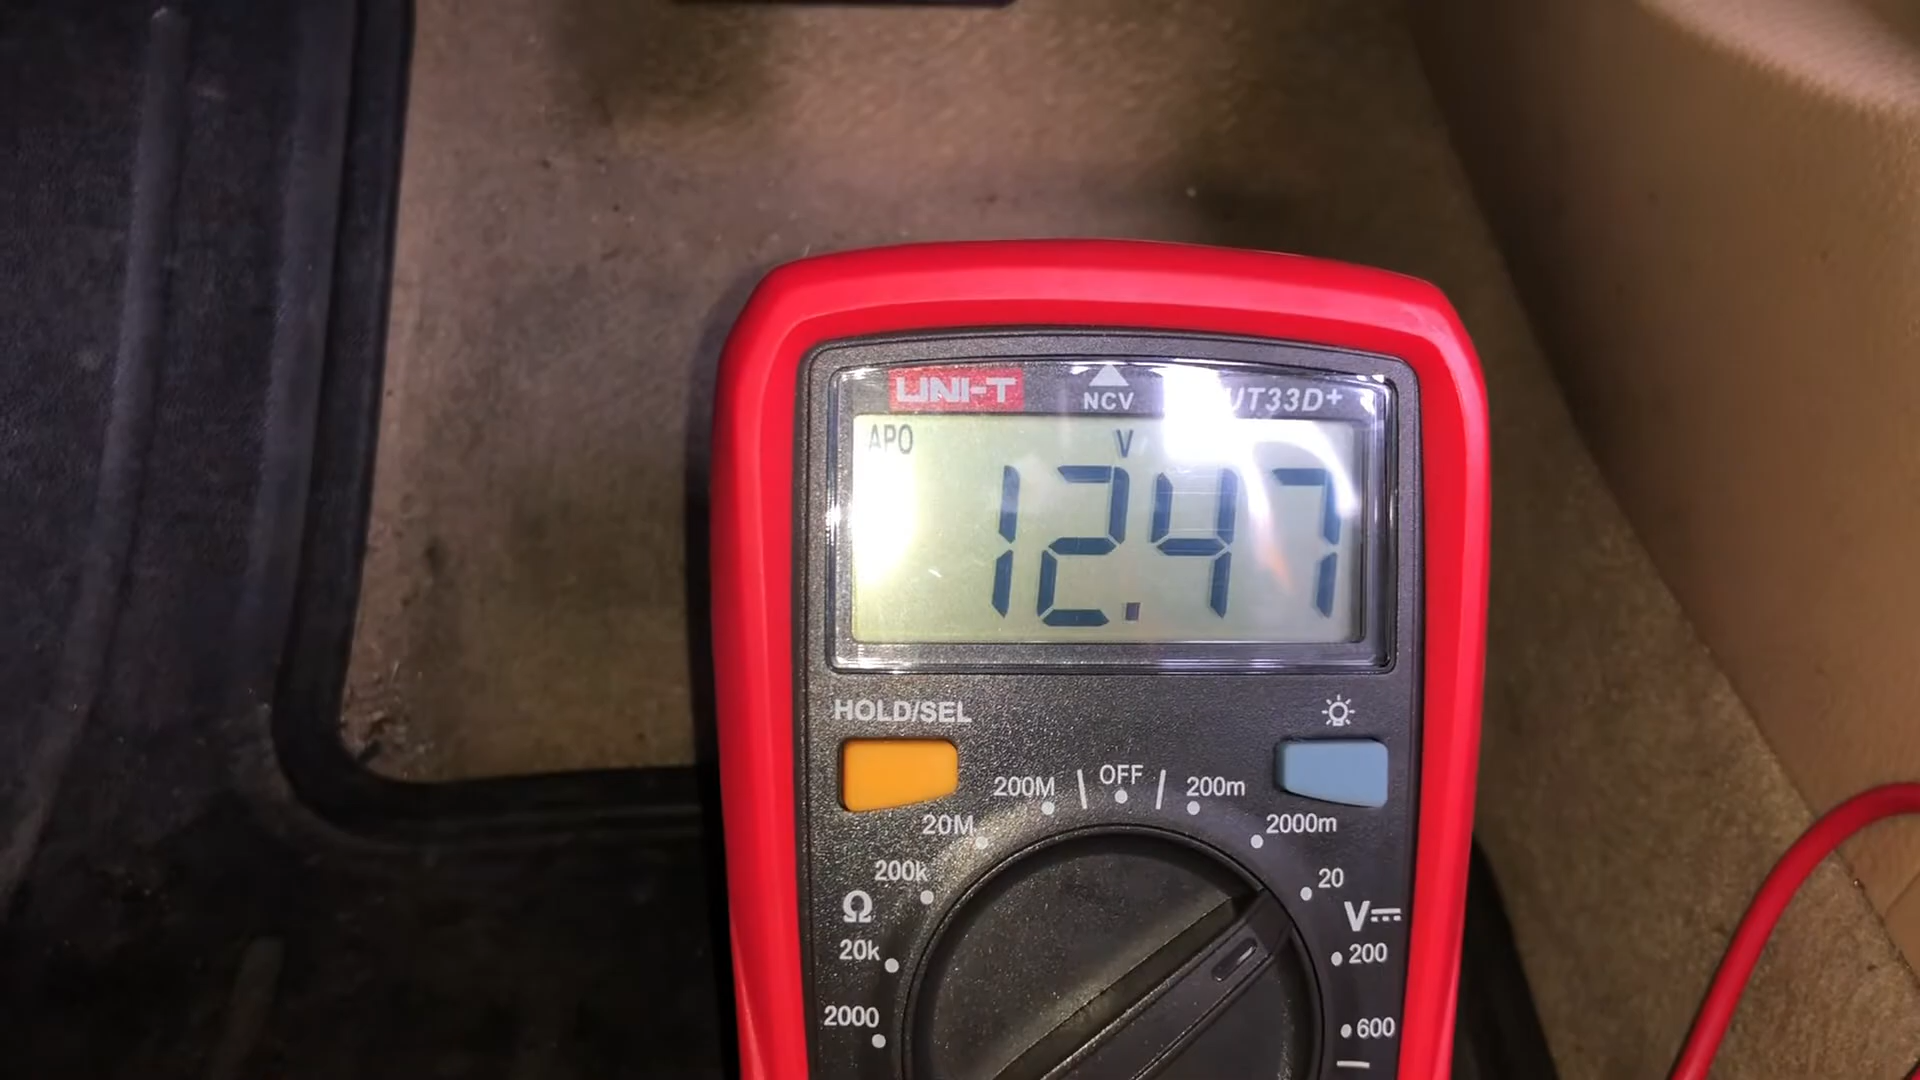 UNI-T NCV UT33D+
APO V
12.47
HOLD/SEL
200M OFF 200m
20M 2000m
200k 20
Ω V
20k 200
2000 600